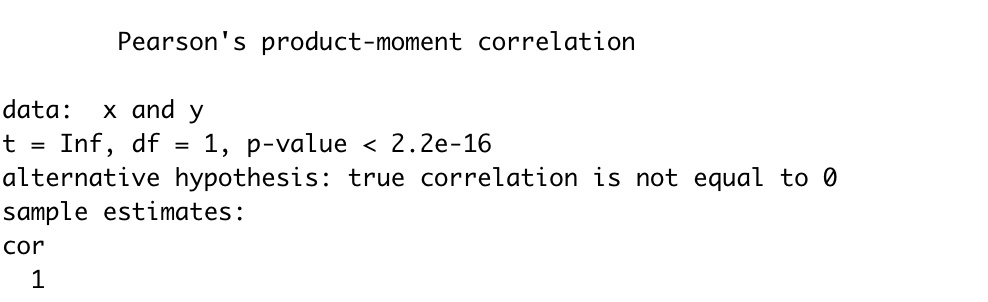 Pearson's product-moment correlation
data:  x and y
t = Inf, df = 1, p-value < 2.2e-16
alternative hypothesis: true correlation is not equal to 0
sample estimates:
cor
1